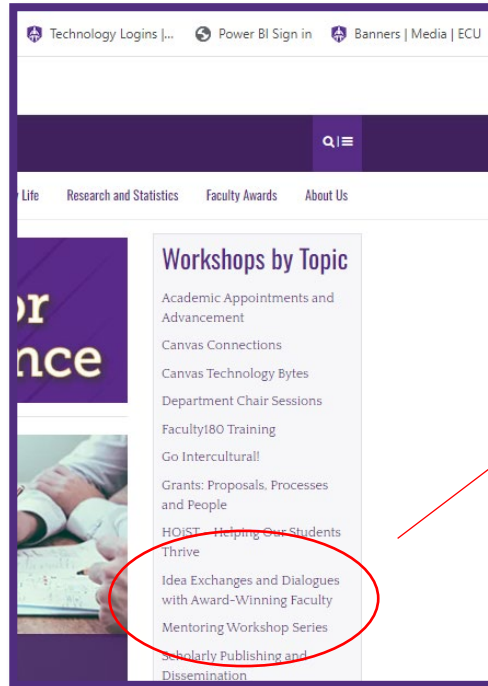 Technology Logins |...
Power BI Sign in
Banners | Media | ECU
Life
Research and Statistics
Faculty Awards
About Us
or
nce
Workshops by Topic
Academic Appointments and
Advancement
Canvas Connections
Canvas Technology Bytes
Department Chair Sessions
Faculty180 Training
Go Intercultural!
Grants: Proposals, Processes
and People
HOiST – Helping Our Students
Thrive
Idea Exchanges and Dialogues
with Award-Winning Faculty
Mentoring Workshop Series
Scholarly Publishing and
Dissemination